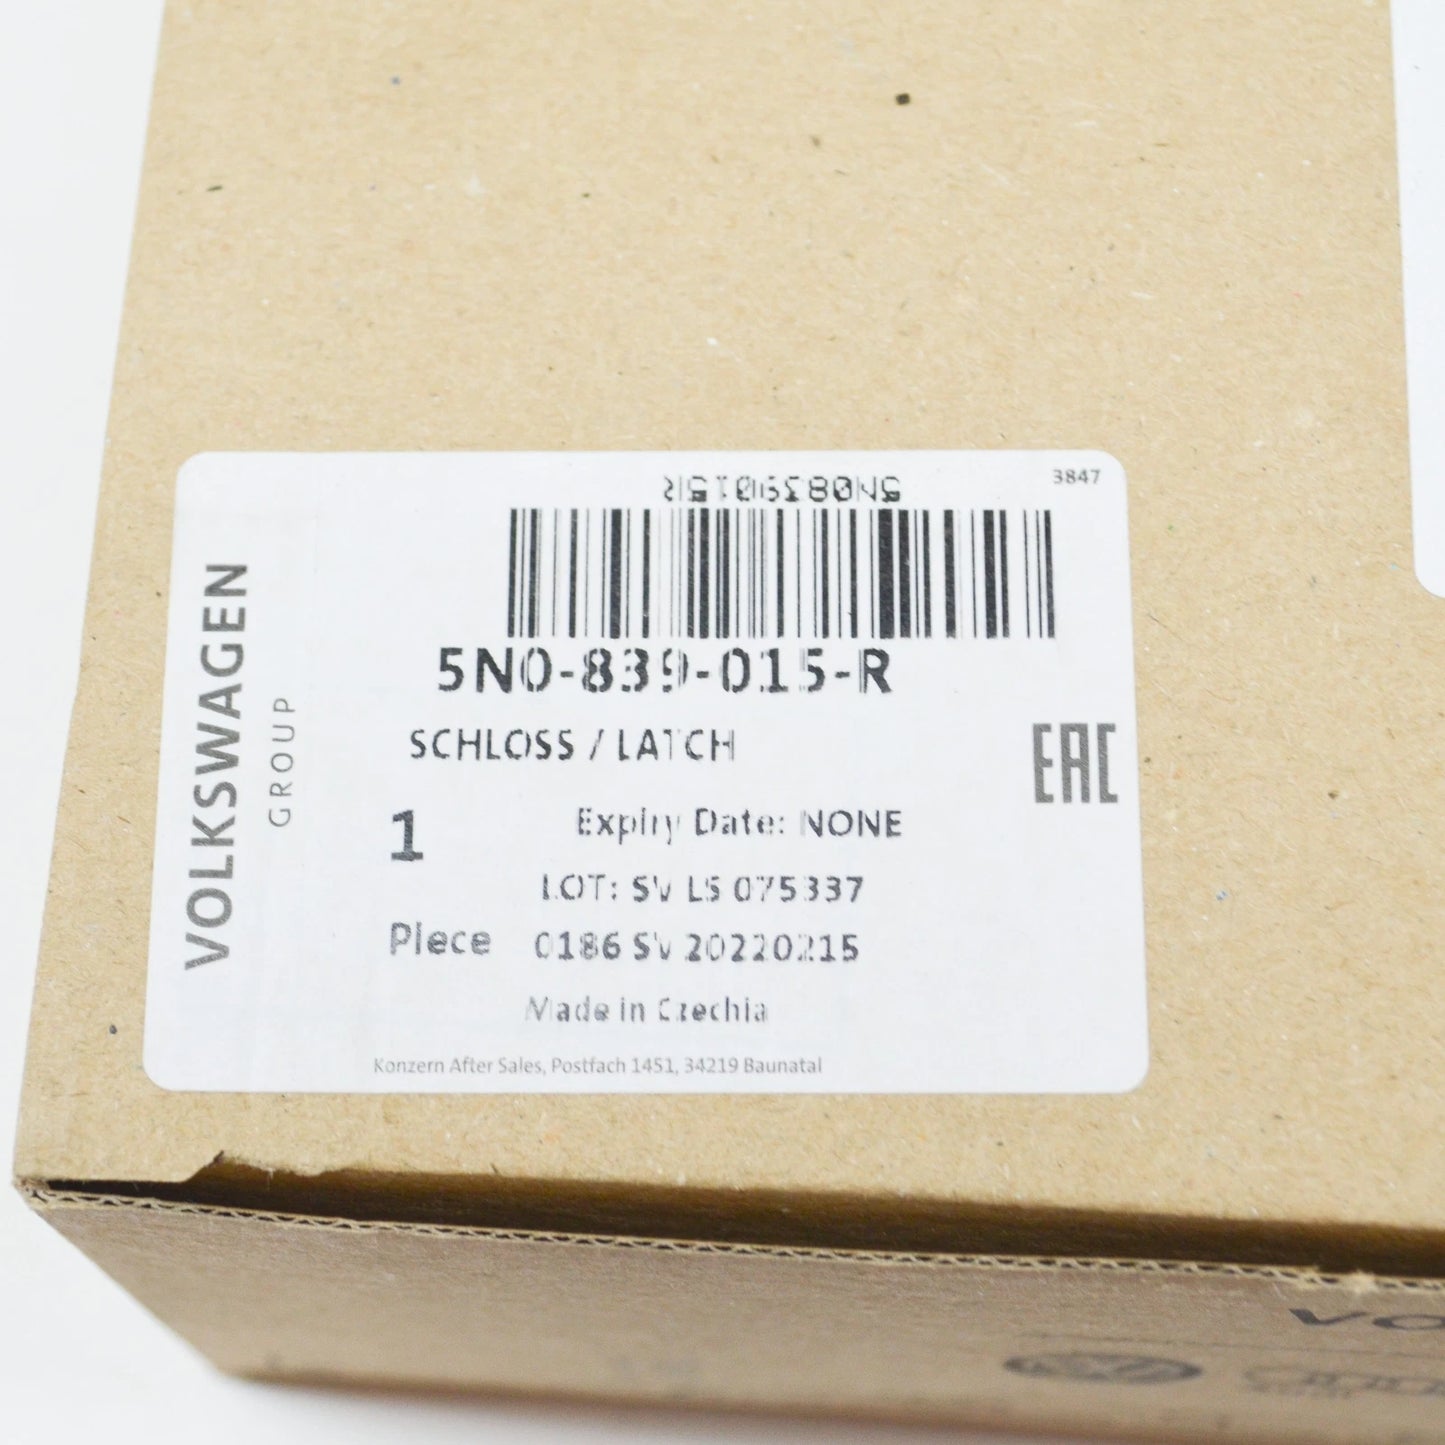 5N0839015R
3847
5N0-839-015-R
SCHLOSS / LATCH
EAC
1
Expiry Date: NONE
LOT: SV LS 075337
Piece
0186 SV 20220215
Made in Czechia
Konzern After Sales, Postfach 1451, 34219 Baunatal
VOLKSWAGEN
GROUP